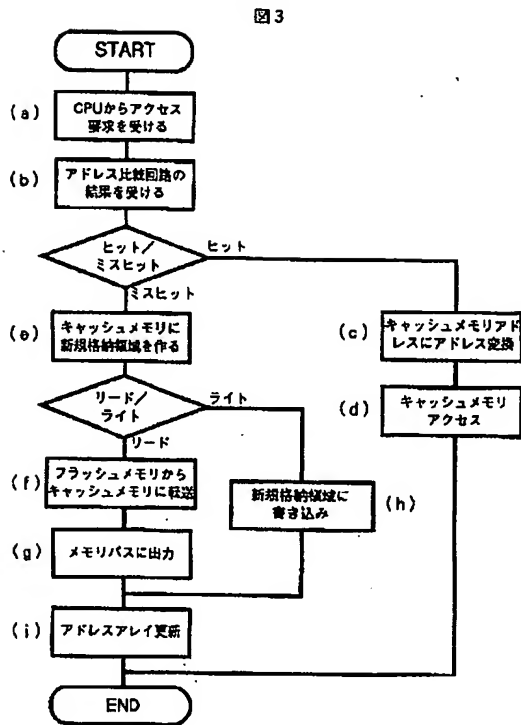 図3
START
(a)
CPUからアクセス
要求を受ける
(b)
アドレス比較回路の
結果を受ける
ヒット/
ミスヒット
ヒット
ミスヒット
(e)
キャッシュメモリに
新規格納領域を作る
(c)
キャッシュメモリアド
レスにアドレス変換
リード/
ライト
ライト
リード
(d)
キャッシュメモリ
アクセス
(f)
フラッシュメモリから
キャッシュメモリに転送
新規格納領域に
書き込み
(h)
(g)
メモリバスに出力
(i)
アドレスアレイ更新
END